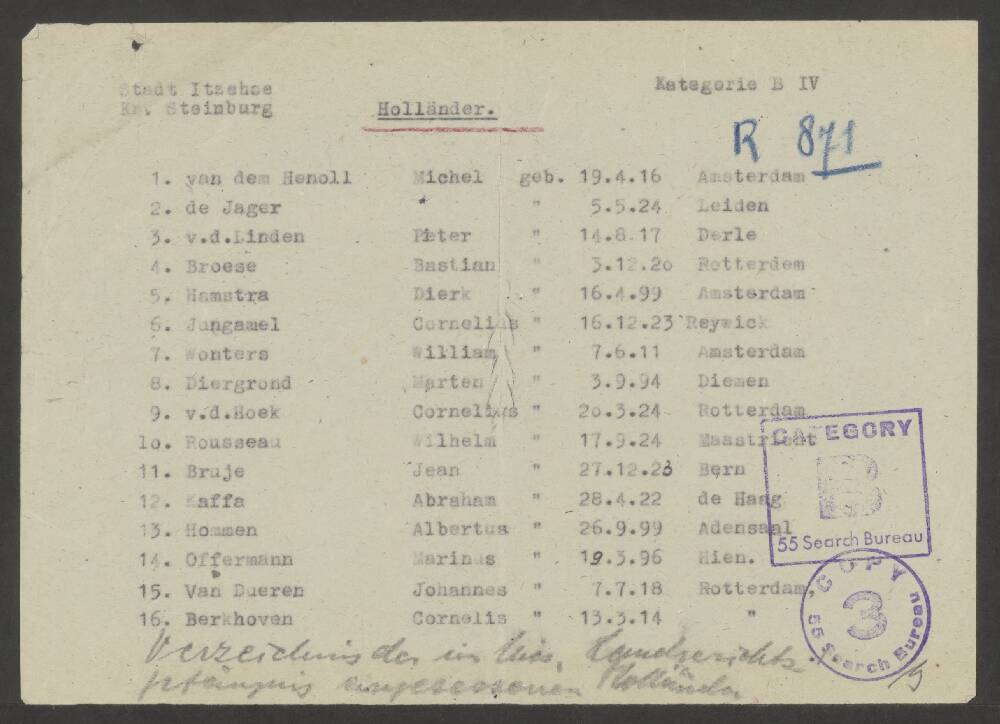 Stadt Itzehoe
Kategorie B IV
Kr. Steinburg
Holländer.
R 871
1. van dem Henoll Michel geb. 19.4.16 Amsterdam
2. de Jager " 5.5.24 Leiden
3. v.d.Linden Pieter " 14.8.17 Derle
4. Broese Bastian " 3.12.20 Rotterdam
5. Hamstra Dierk " 16.4.99 Amsterdam
6. Jungamel Cornelius " 16.12.23 Reywick
7. Wonters William " 7.6.11 Amsterdam
8. Diergrond Marten " 3.9.94 Diemen
9. v.d.Hoek Cornelius " 20.3.24 Rotterdam
10. Rousseau Wilhelm " 17.9.24 Maastricht
11. Bruje Jean " 27.12.23 Bern
12. Kaffa Abraham " 28.4.22 de Haag
13. Hommen Albertus " 26.9.99 Adensaal
14. Offermann Marinus " 19.3.96 Hien.
15. Van Dueren Johannes " 7.7.18 Rotterdam
16. Berkhoven Cornelis " 13.3.14 "
Verzeichnis der im hies. Landgerichts-
gefängnis eingesessenen Holländer
CATEGORY
B
55 Search Bureau
COPY
3
55 Search Bureau